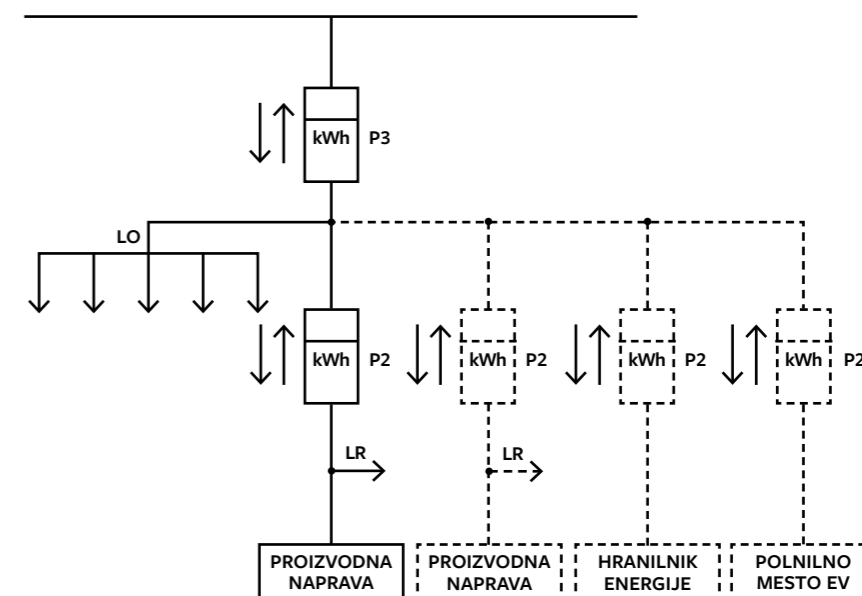 kWh P3
LO
kWh P2
kWh P2
kWh P2
kWh P2
LR
LR
PROIZVODNA
NAPRAVA
PROIZVODNA
NAPRAVA
HRANILNIK
ENERGIJE
POLNILNO
MESTO EV